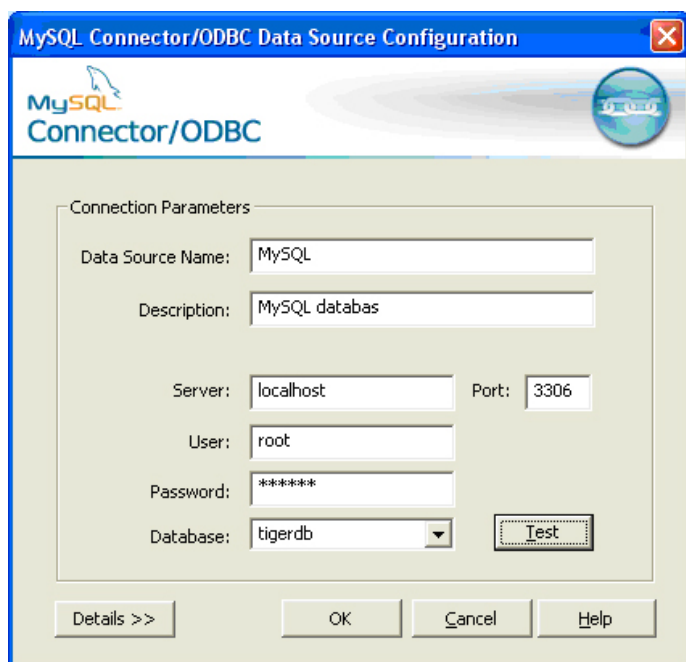 MySQL Connector/ODBC Data Source Configuration
MySQL
Connector/ODBC
Connection Parameters
Data Source Name: MySQL
Description: MySQL databas
Server: localhost Port: 3306
User: root
Password: ******
Database: tigerdb Test
Details >> OK Cancel Help